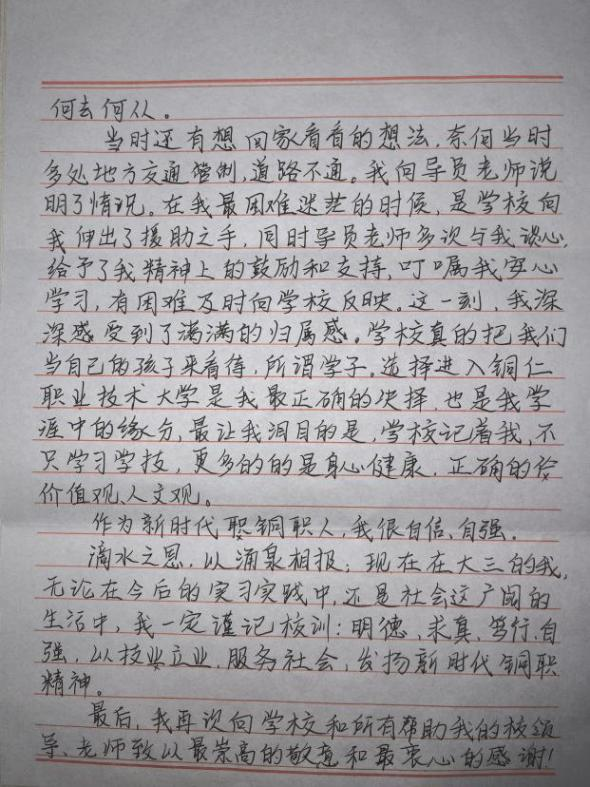 何去何从。
当时还有想回家看看的想法,奈何当时
多处地方交通管制,道路不通。我向导员老师说
明了情况。在我最困难迷茫的时候,是学校向
我伸出了援助之手,同时导员老师多次与我谈心,
给予了我精神上的鼓励和支持,叮嘱我安心
学习,有困难及时向学校反映。这一刻,我深
深感受到了满满的归属感。学校真的把我们
当自己的孩子来看待,所谓学子。选择进入铜仁
职业技术大学是我最正确的决择,也是我学
涯中的缘分,最让我泪目的是,学校记着我,不
只学习学技,更多的的是身心健康,正确的
价值观人文观。
作为新时代职铜职人,我很自信、自强。
滴水之恩,以涌泉相报;现在在大三的我,
无论在今后的实习实践中,还是社会这广阔的
生活中,我一定谨记校训:明德、求真、笃行、自
强,以技业立业,服务社会,发扬新时代铜职
精神。
最后,我再次向学校和所有帮助我的校级
导、老师致以最崇高的敬意和最衷心的感谢!